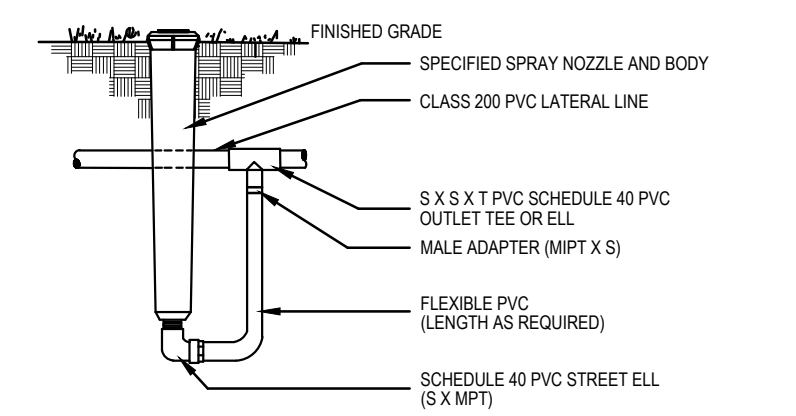 FINISHED GRADE
SPECIFIED SPRAY NOZZLE AND BODY
CLASS 200 PVC LATERAL LINE
S X S X T PVC SCHEDULE 40 PVC
OUTLET TEE OR ELL
MALE ADAPTER (MIPT X S)
FLEXIBLE PVC
(LENGTH AS REQUIRED)
SCHEDULE 40 PVC STREET ELL
(S X MPT)